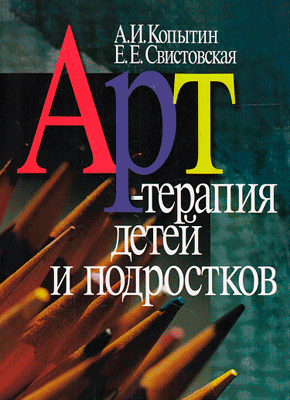 А.И.Копытин
Е.Е.Свистовская
Арт
-терапия
детей
и подростков